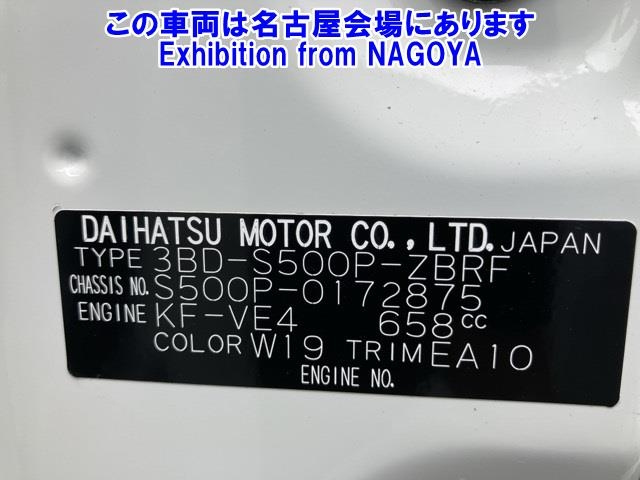 この車両は名古屋会場にあります
Exhibition from NAGOYA
DAIHATSU MOTOR CO., LTD. JAPAN
TYPE 3BD-S500P-ZBRF
CHASSIS NO. S500P-0172875
ENGINE KF-VE4 658cc
COLOR W19 TRIM EA10
ENGINE NO.